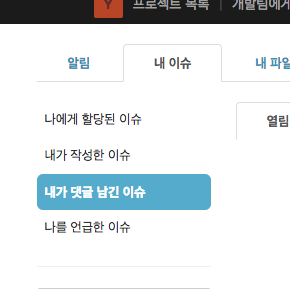 Y 프로젝트 목록 | 개발팀에게
알림 내 이슈 내 파일
나에게 할당된 이슈 열림
내가 작성한 이슈
내가 댓글 남긴 이슈
나를 언급한 이슈